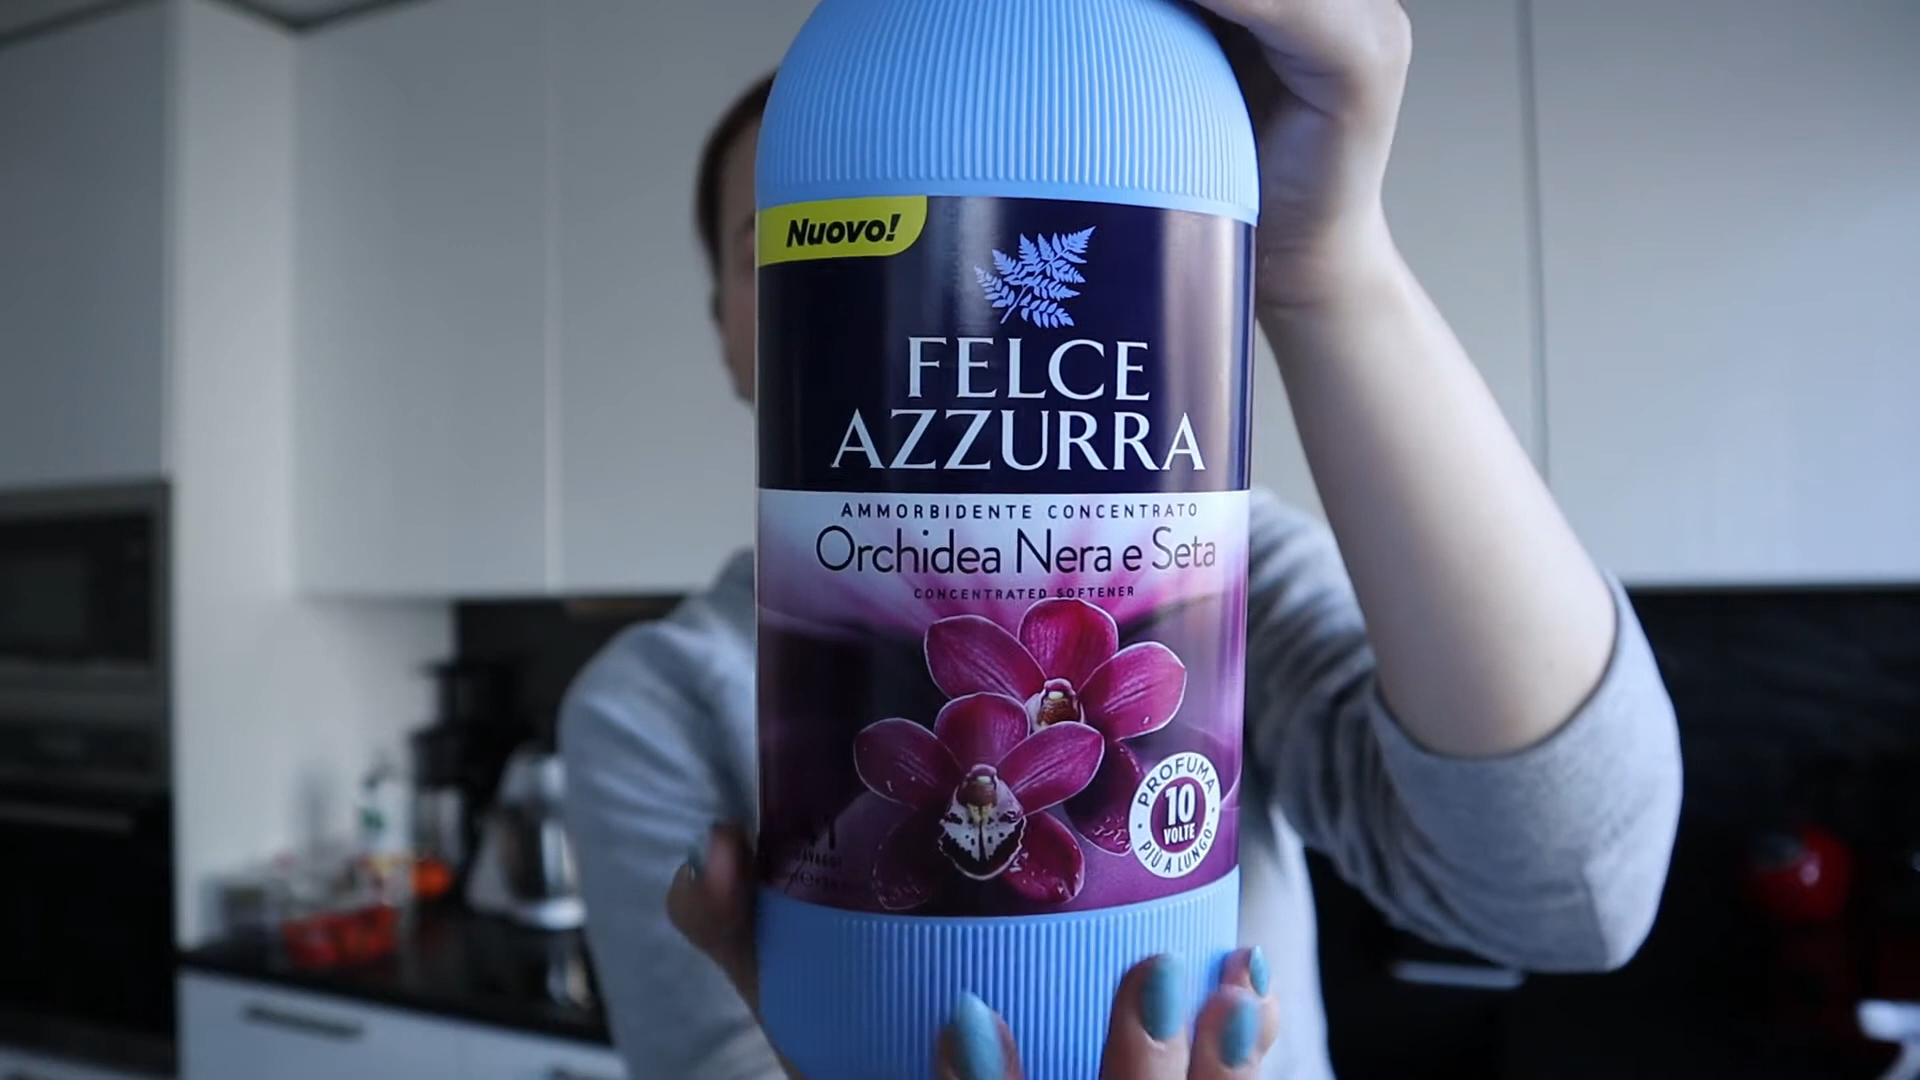 Nuovo!
FELCE
AZZURRA
AMMORBIDENTE CONCENTRATO
Orchidea Nera e Seta
CONCENTRATED SOFTENER
PROFUMA
10
VOLTE
PIÙ A LUNGO